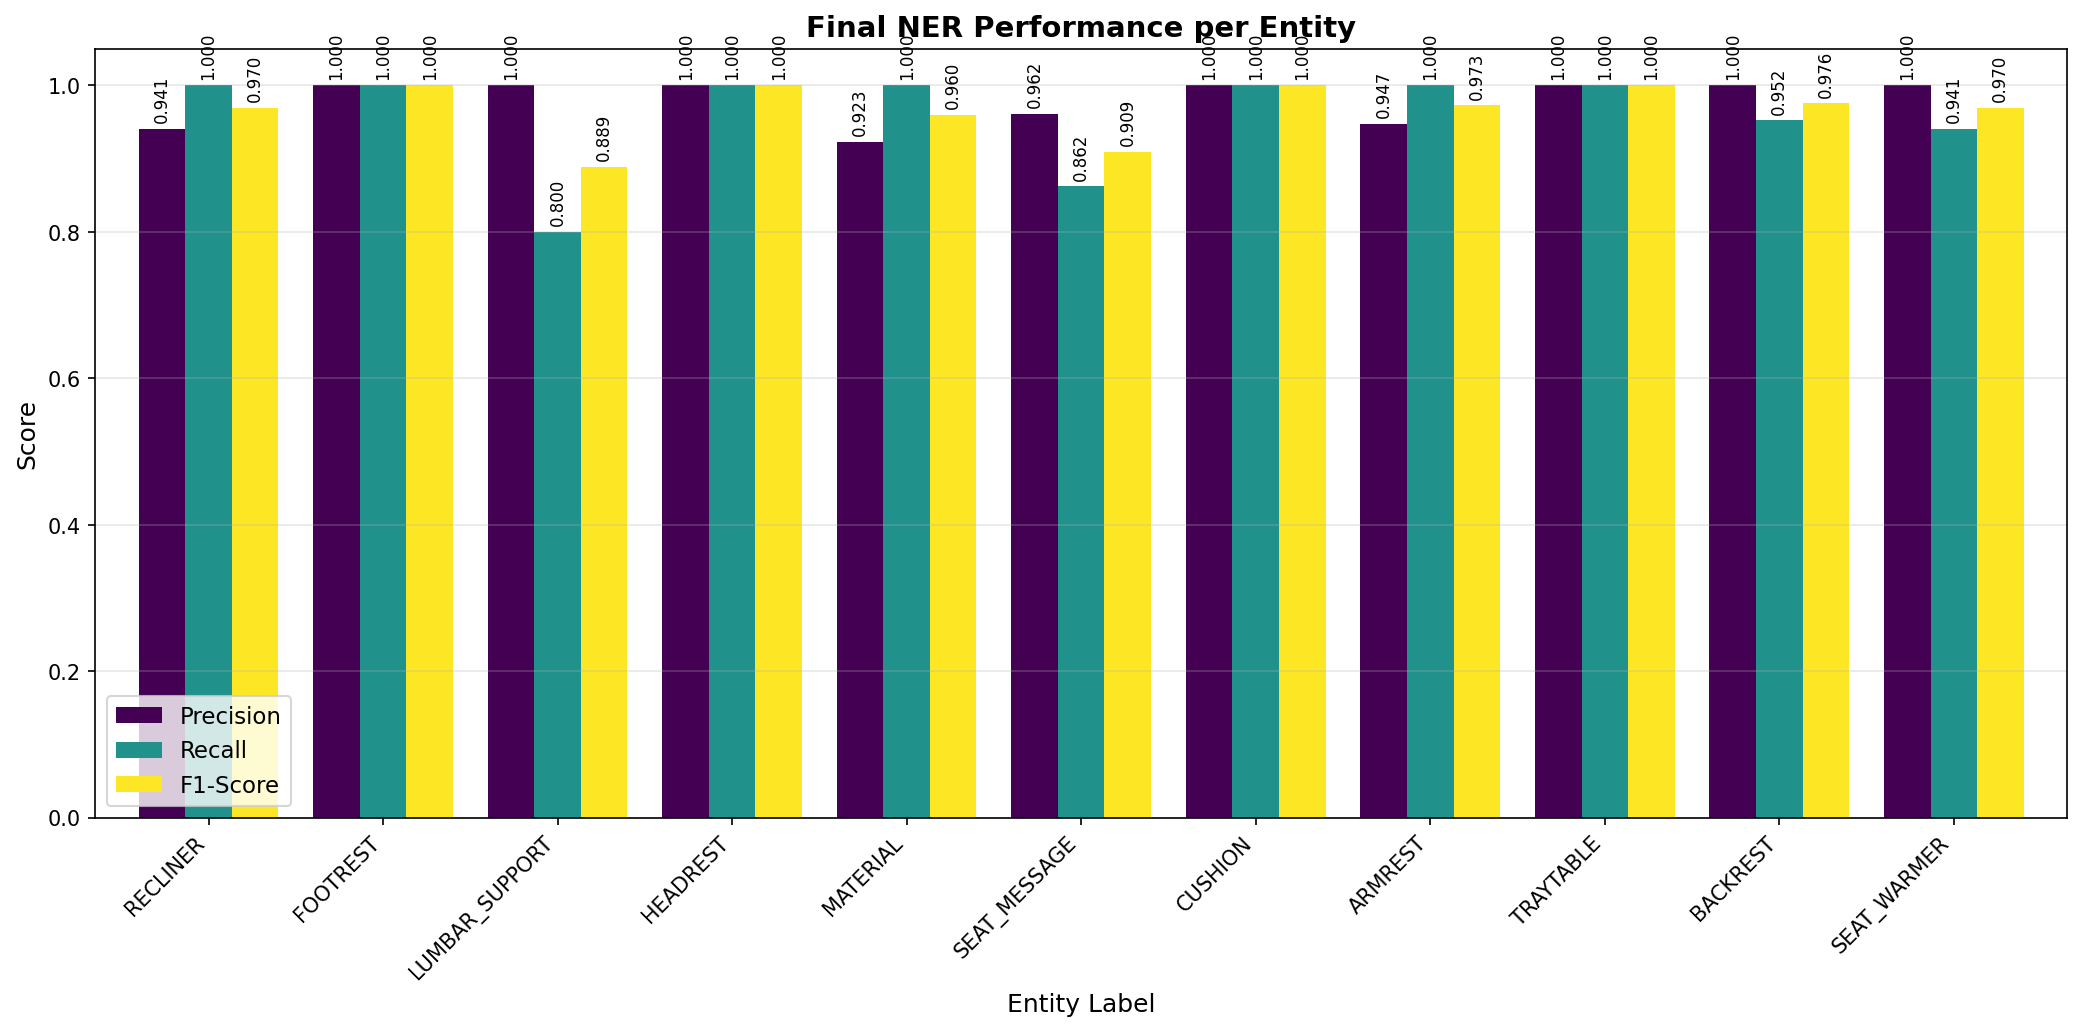 Final NER Performance per Entity
0.941 1.000 0.970 1.000 1.000 1.000 1.000 0.800 0.889 1.000 1.000 1.000 0.923 1.000 0.960 0.962 0.862 0.909 1.000 1.000 1.000 0.947 1.000 0.973 1.000 1.000 1.000 1.000 0.952 0.976 1.000 0.941 0.970
1.0
0.8
0.6
0.4
0.2
0.0
Score
Precision
Recall
F1-Score
RECLINER
FOOTREST
LUMBAR_SUPPORT
HEADREST
MATERIAL
SEAT_MESSAGE
CUSHION
ARMREST
TRAYTABLE
BACKREST
SEAT_WARMER
Entity Label